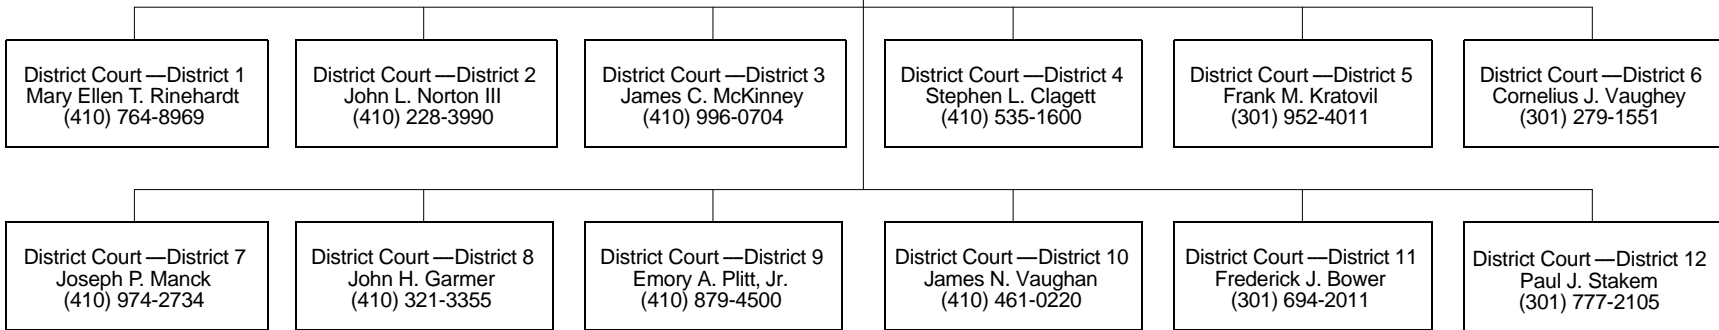 District Court —District 1
Mary Ellen T. Rinehardt
(410) 764-8969
District Court —District 2
John L. Norton III
(410) 228-3990
District Court —District 3
James C. McKinney
(410) 996-0704
District Court —District 4
Stephen L. Clagett
(410) 535-1600
District Court —District 5
Frank M. Kratovil
(301) 952-4011
District Court —District 6
Cornelius J. Vaughey
(301) 279-1551
District Court —District 7
Joseph P. Manck
(410) 974-2734
District Court —District 8
John H. Garmer
(410) 321-3355
District Court —District 9
Emory A. Plitt, Jr.
(410) 879-4500
District Court —District 10
James N. Vaughan
(410) 461-0220
District Court —District 11
Frederick J. Bower
(301) 694-2011
District Court —District 12
Paul J. Stakem
(301) 777-2105